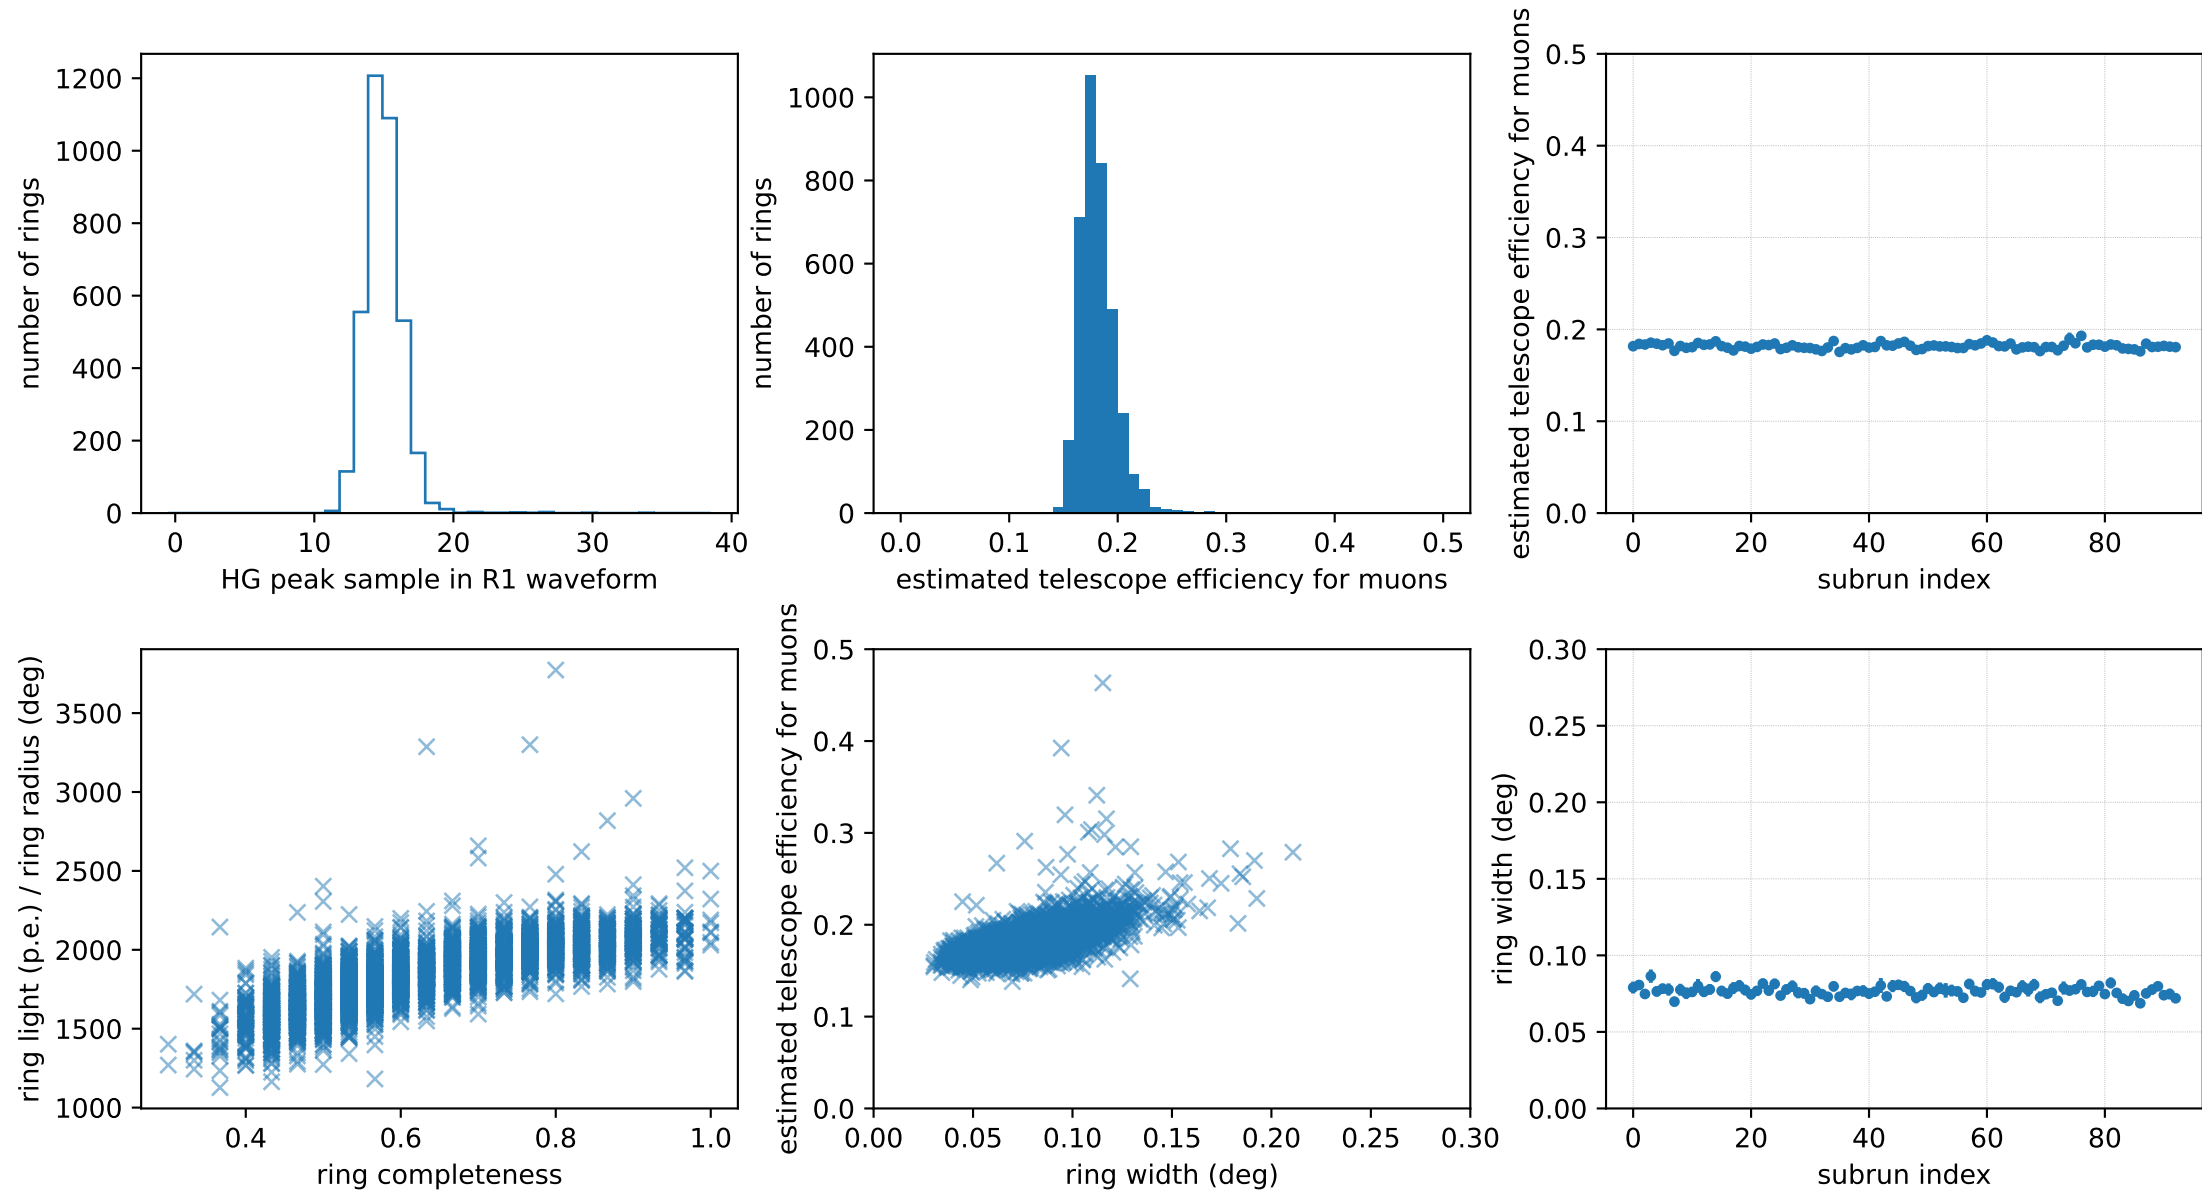 number of rings
1200
1000
800
600
400
200
0
0 10 20 30 40
HG peak sample in R1 waveform
number of rings
1000
800
600
400
200
0
0.0 0.1 0.2 0.3 0.4 0.5
estimated telescope efficiency for muons
estimated telescope efficiency for muons
0.5
0.4
0.3
0.2
0.1
0.0
0 20 40 60 80
subrun index
ring light (p.e.) / ring radius (deg)
3500
3000
2500
2000
1500
1000
0.4 0.6 0.8 1.0
ring completeness
estimated telescope efficiency for muons
0.5
0.4
0.3
0.2
0.1
0.0
0.00 0.05 0.10 0.15 0.20 0.25 0.30
ring width (deg)
ring width (deg)
0.30
0.25
0.20
0.15
0.10
0.05
0.00
0 20 40 60 80
subrun index